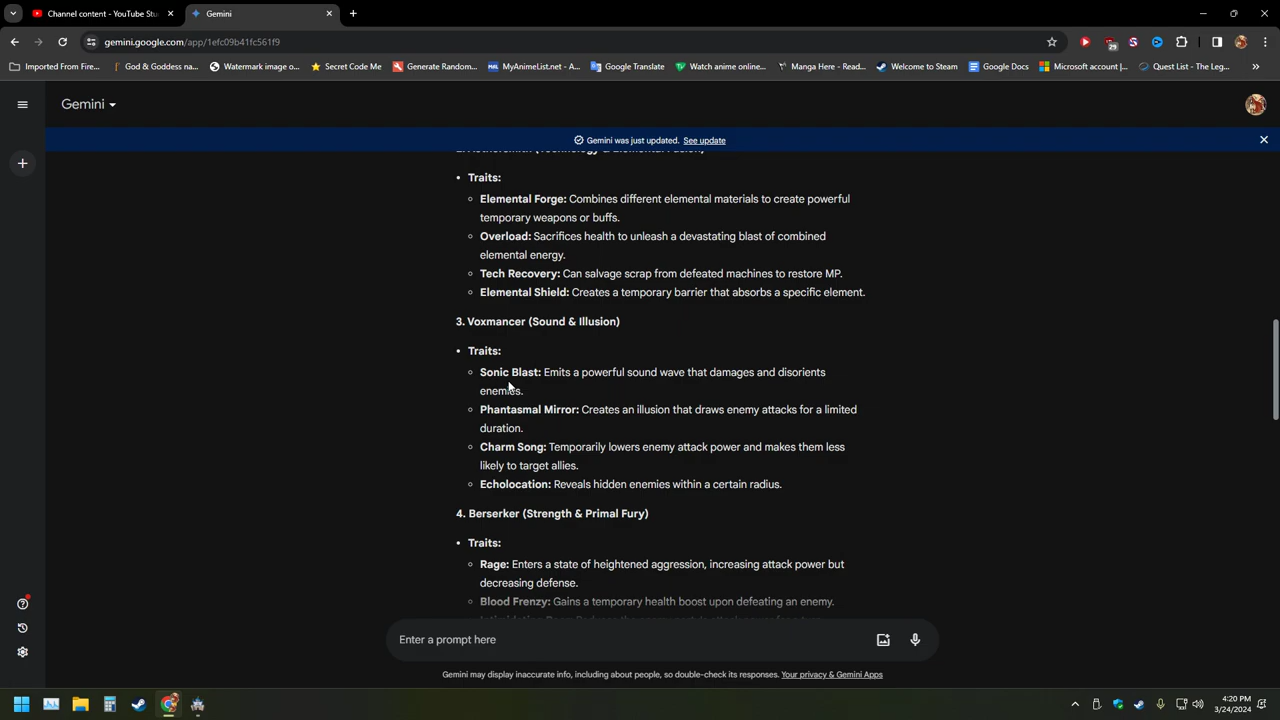 Channel content - YouTube Stu
Gemini
gemini.google.com/app/1efc09b41fc561f9
29
Imported From Fire...
God & Goddess na...
Watermark image o...
Secret Code Me
Generate Random...
MyAnimeList.net - A...
Google Translate
Watch anime online...
Manga Here - Read...
Welcome to Steam
Google Docs
Microsoft account |...
Quest List - The Leg...
Gemini
Gemini was just updated. See update
• Traits:
Elemental Forge: Combines different elemental materials to create powerful
temporary weapons or buffs.
Overload: Sacrifices health to unleash a devastating blast of combined
elemental energy.
Tech Recovery: Can salvage scrap from defeated machines to restore MP.
Elemental Shield: Creates a temporary barrier that absorbs a specific element.
3. Voxmancer (Sound & Illusion)
• Traits:
Sonic Blast: Emits a powerful sound wave that damages and disorients
enemies.
Phantasmal Mirror: Creates an illusion that draws enemy attacks for a limited
duration.
Charm Song: Temporarily lowers enemy attack power and makes them less
likely to target allies.
Echolocation: Reveals hidden enemies within a certain radius.
4. Berserker (Strength & Primal Fury)
• Traits:
Rage: Enters a state of heightened aggression, increasing attack power but
decreasing defense.
Blood Frenzy: Gains a temporary health boost upon defeating an enemy.
Enter a prompt here
Gemini may display inaccurate info, including about people, so double-check its responses. Your privacy & Gemini Apps
4:20 PM
3/24/2024